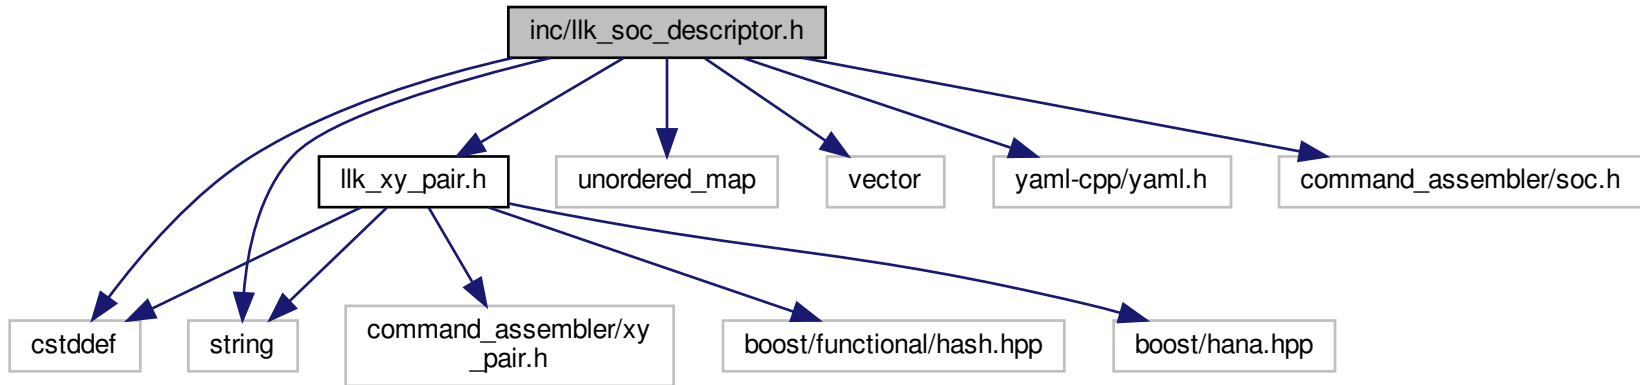 inc/llk_soc_descriptor.h
llk_xy_pair.h
unordered_map
vector
yaml-cpp/yaml.h
command_assembler/soc.h
cstddef
string
command_assembler/xy
_pair.h
boost/functional/hash.hpp
boost/hana.hpp